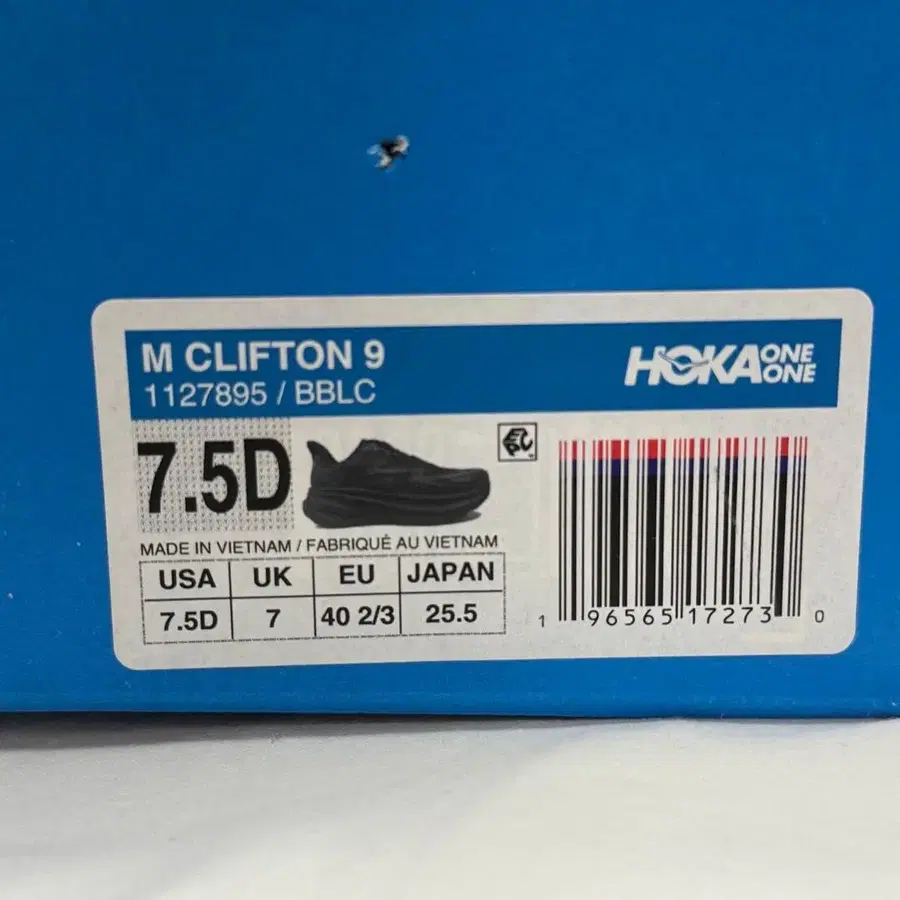 M CLIFTON 9
1127895 / BBLC
HOKA ONE ONE
7.5D
MADE IN VIETNAM / FABRIQUÉ AU VIETNAM
USA UK EU JAPAN
7.5D 7 40 2/3 25.5
1 96565 17273 0